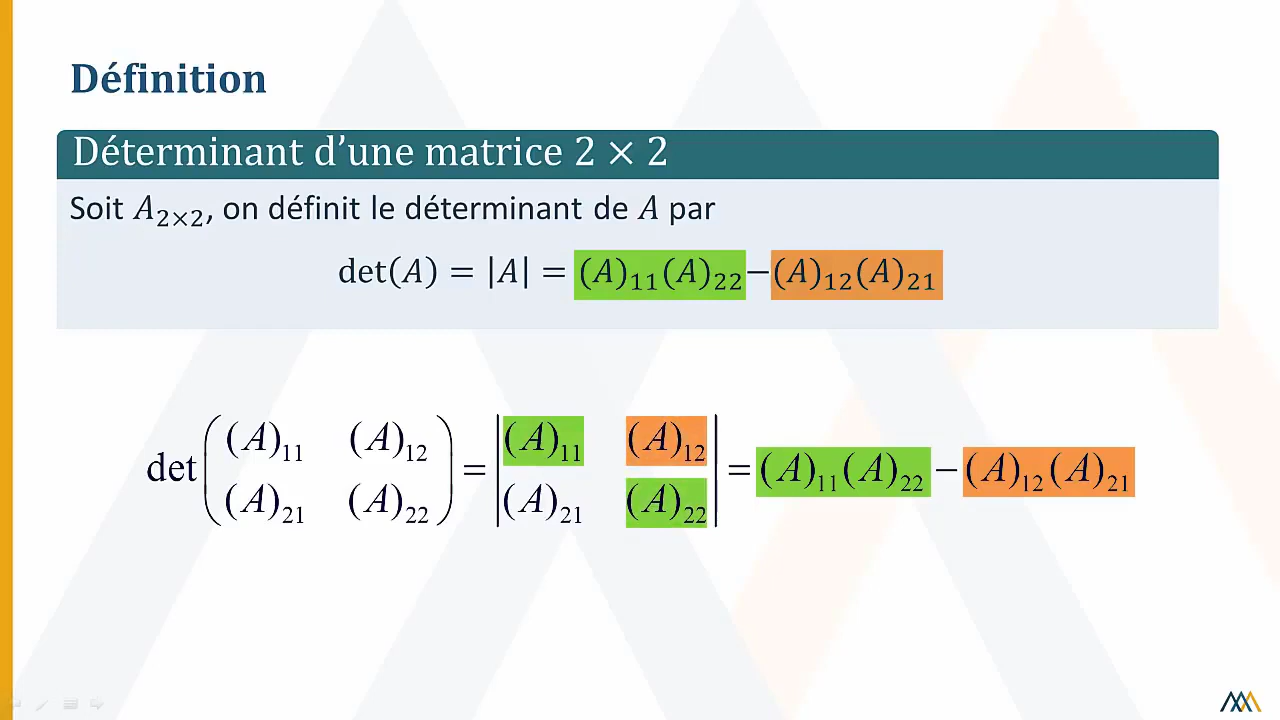 Définition
Déterminant d’une matrice 2 × 2
Soit A₂ₓ₂, on définit le déterminant de A par
det(A) = |A| = (A)₁₁(A)₂₂−(A)₁₂(A)₂₁
det( (A)₁₁ (A)₁₂ ) = | (A)₁₁ (A)₁₂ | = (A)₁₁(A)₂₂ − (A)₁₂(A)₂₁
(A)₂₁ (A)₂₂ (A)₂₁ (A)₂₂